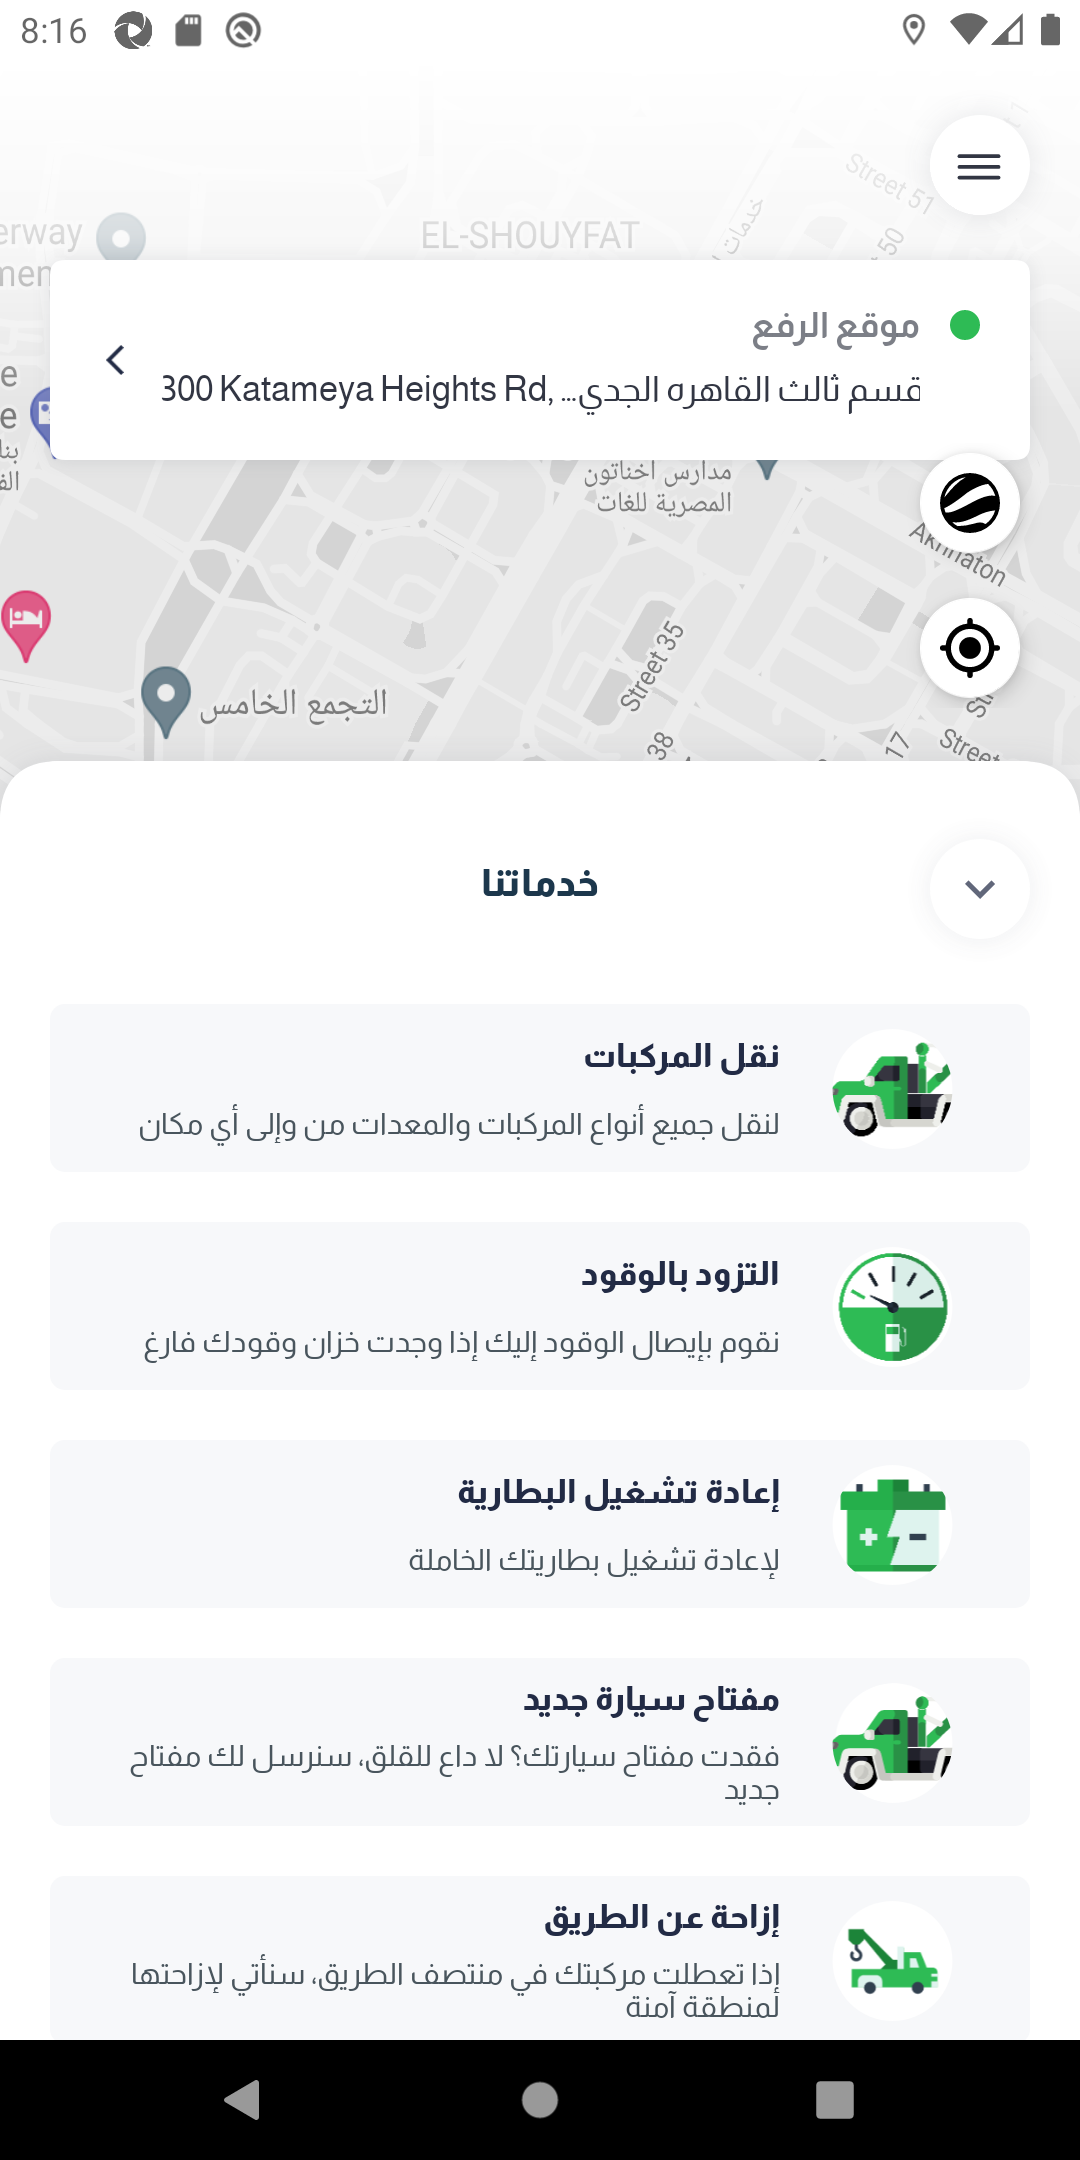 8:16
Street 51
EL-SHOUYFAT
50
erway
موقع الرفع
300 Katameya Heights Rd, ...قسم ثالث القاهره الجدي
مدارس اخناتون
المصرية للغات
Akhnaton
Street 35
التجمع الخامس
38
17
Street
خدماتنا
نقل المركبات
لنقل جميع أنواع المركبات والمعدات من وإلى أي مكان
التزود بالوقود
نقوم بإيصال الوقود إليك إذا وجدت خزان وقودك فارغ
إعادة تشغيل البطارية
لإعادة تشغيل بطاريتك الخاملة
مفتاح سيارة جديد
فقدت مفتاح سيارتك؟ لا داع للقلق، سنرسل لك مفتاح
جديد
إزاحة عن الطريق
إذا تعطلت مركبتك في منتصف الطريق، سنأتي لإزاحتها
لمنطقة آمنة